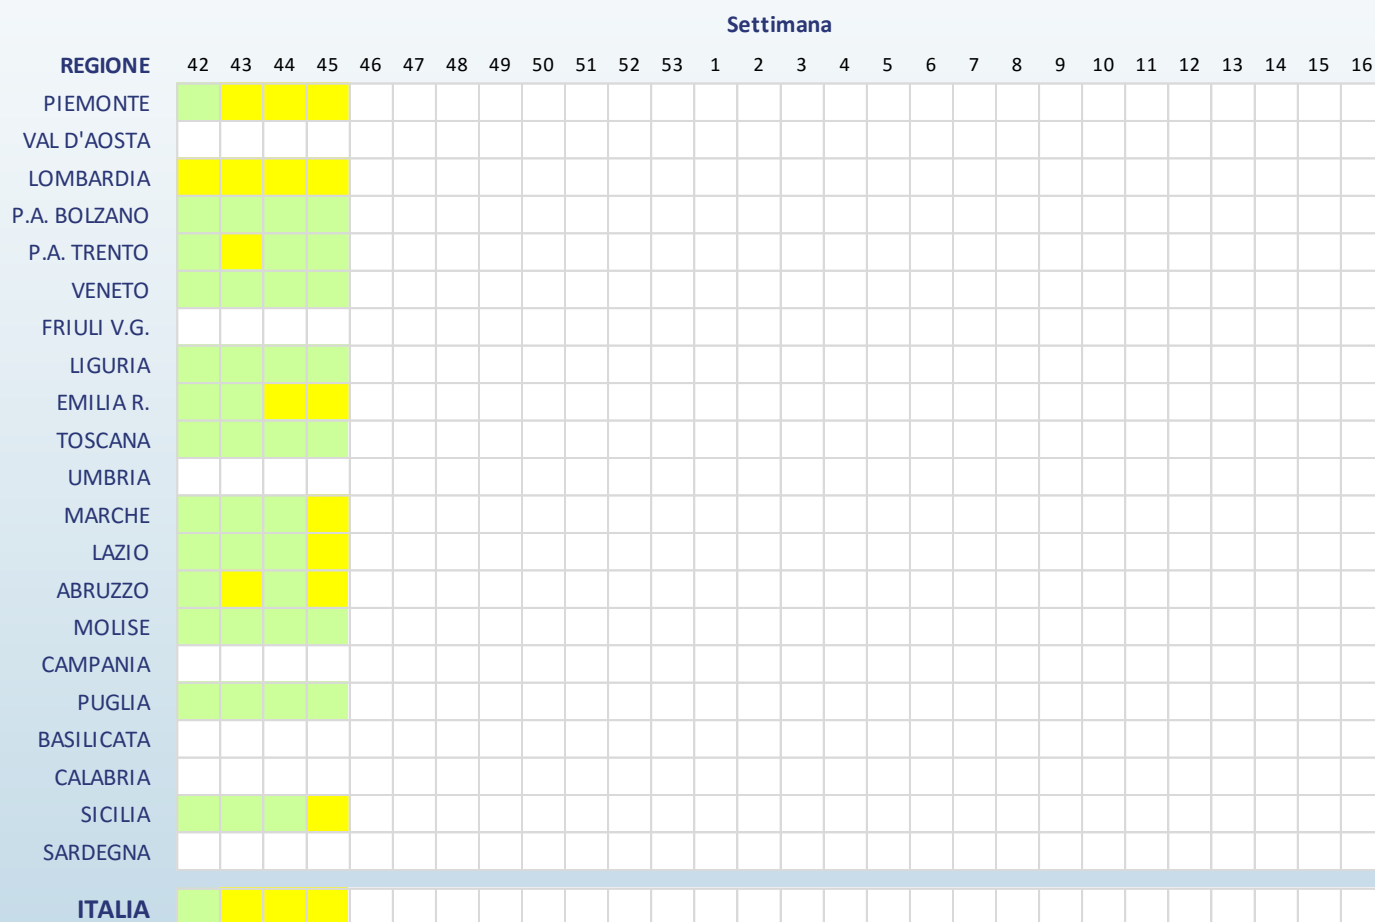 Settimana
REGIONE 42 43 44 45 46 47 48 49 50 51 52 53 1 2 3 4 5 6 7 8 9 10 11 12 13 14 15 16
PIEMONTE
VAL D'AOSTA
LOMBARDIA
P.A. BOLZANO
P.A. TRENTO
VENETO
FRIULI V.G.
LIGURIA
EMILIA R.
TOSCANA
UMBRIA
MARCHE
LAZIO
ABRUZZO
MOLISE
CAMPANIA
PUGLIA
BASILICATA
CALABRIA
SICILIA
SARDEGNA
ITALIA